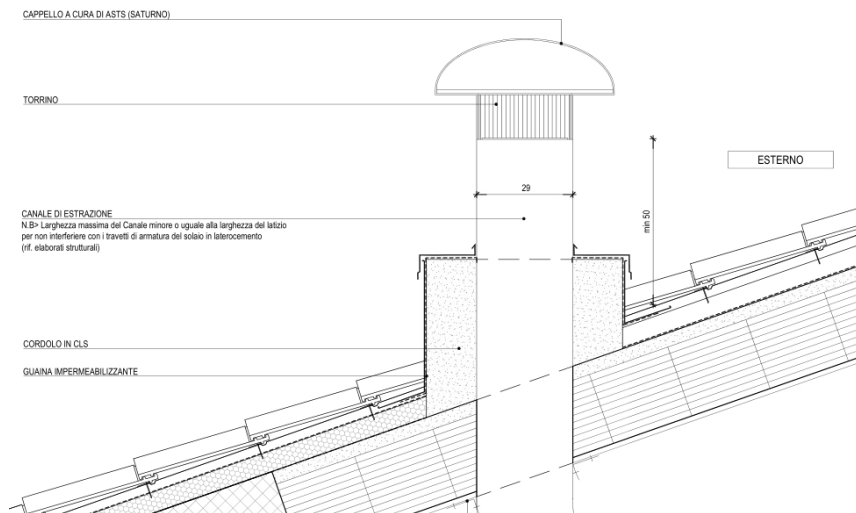 CAPPELLO A CURA DI ASTS (SATURNO)
TORRINO
ESTERNO
29
min 50
CANALE DI ESTRAZIONE
N.B> Larghezza massima del Canale minore o uguale alla larghezza del latizio
per non interferire con i travetti di armatura del solaio in laterocemento
(rif. elaborati strutturali)
CORDOLO IN CLS
GUAINA IMPERMEABILIZZANTE